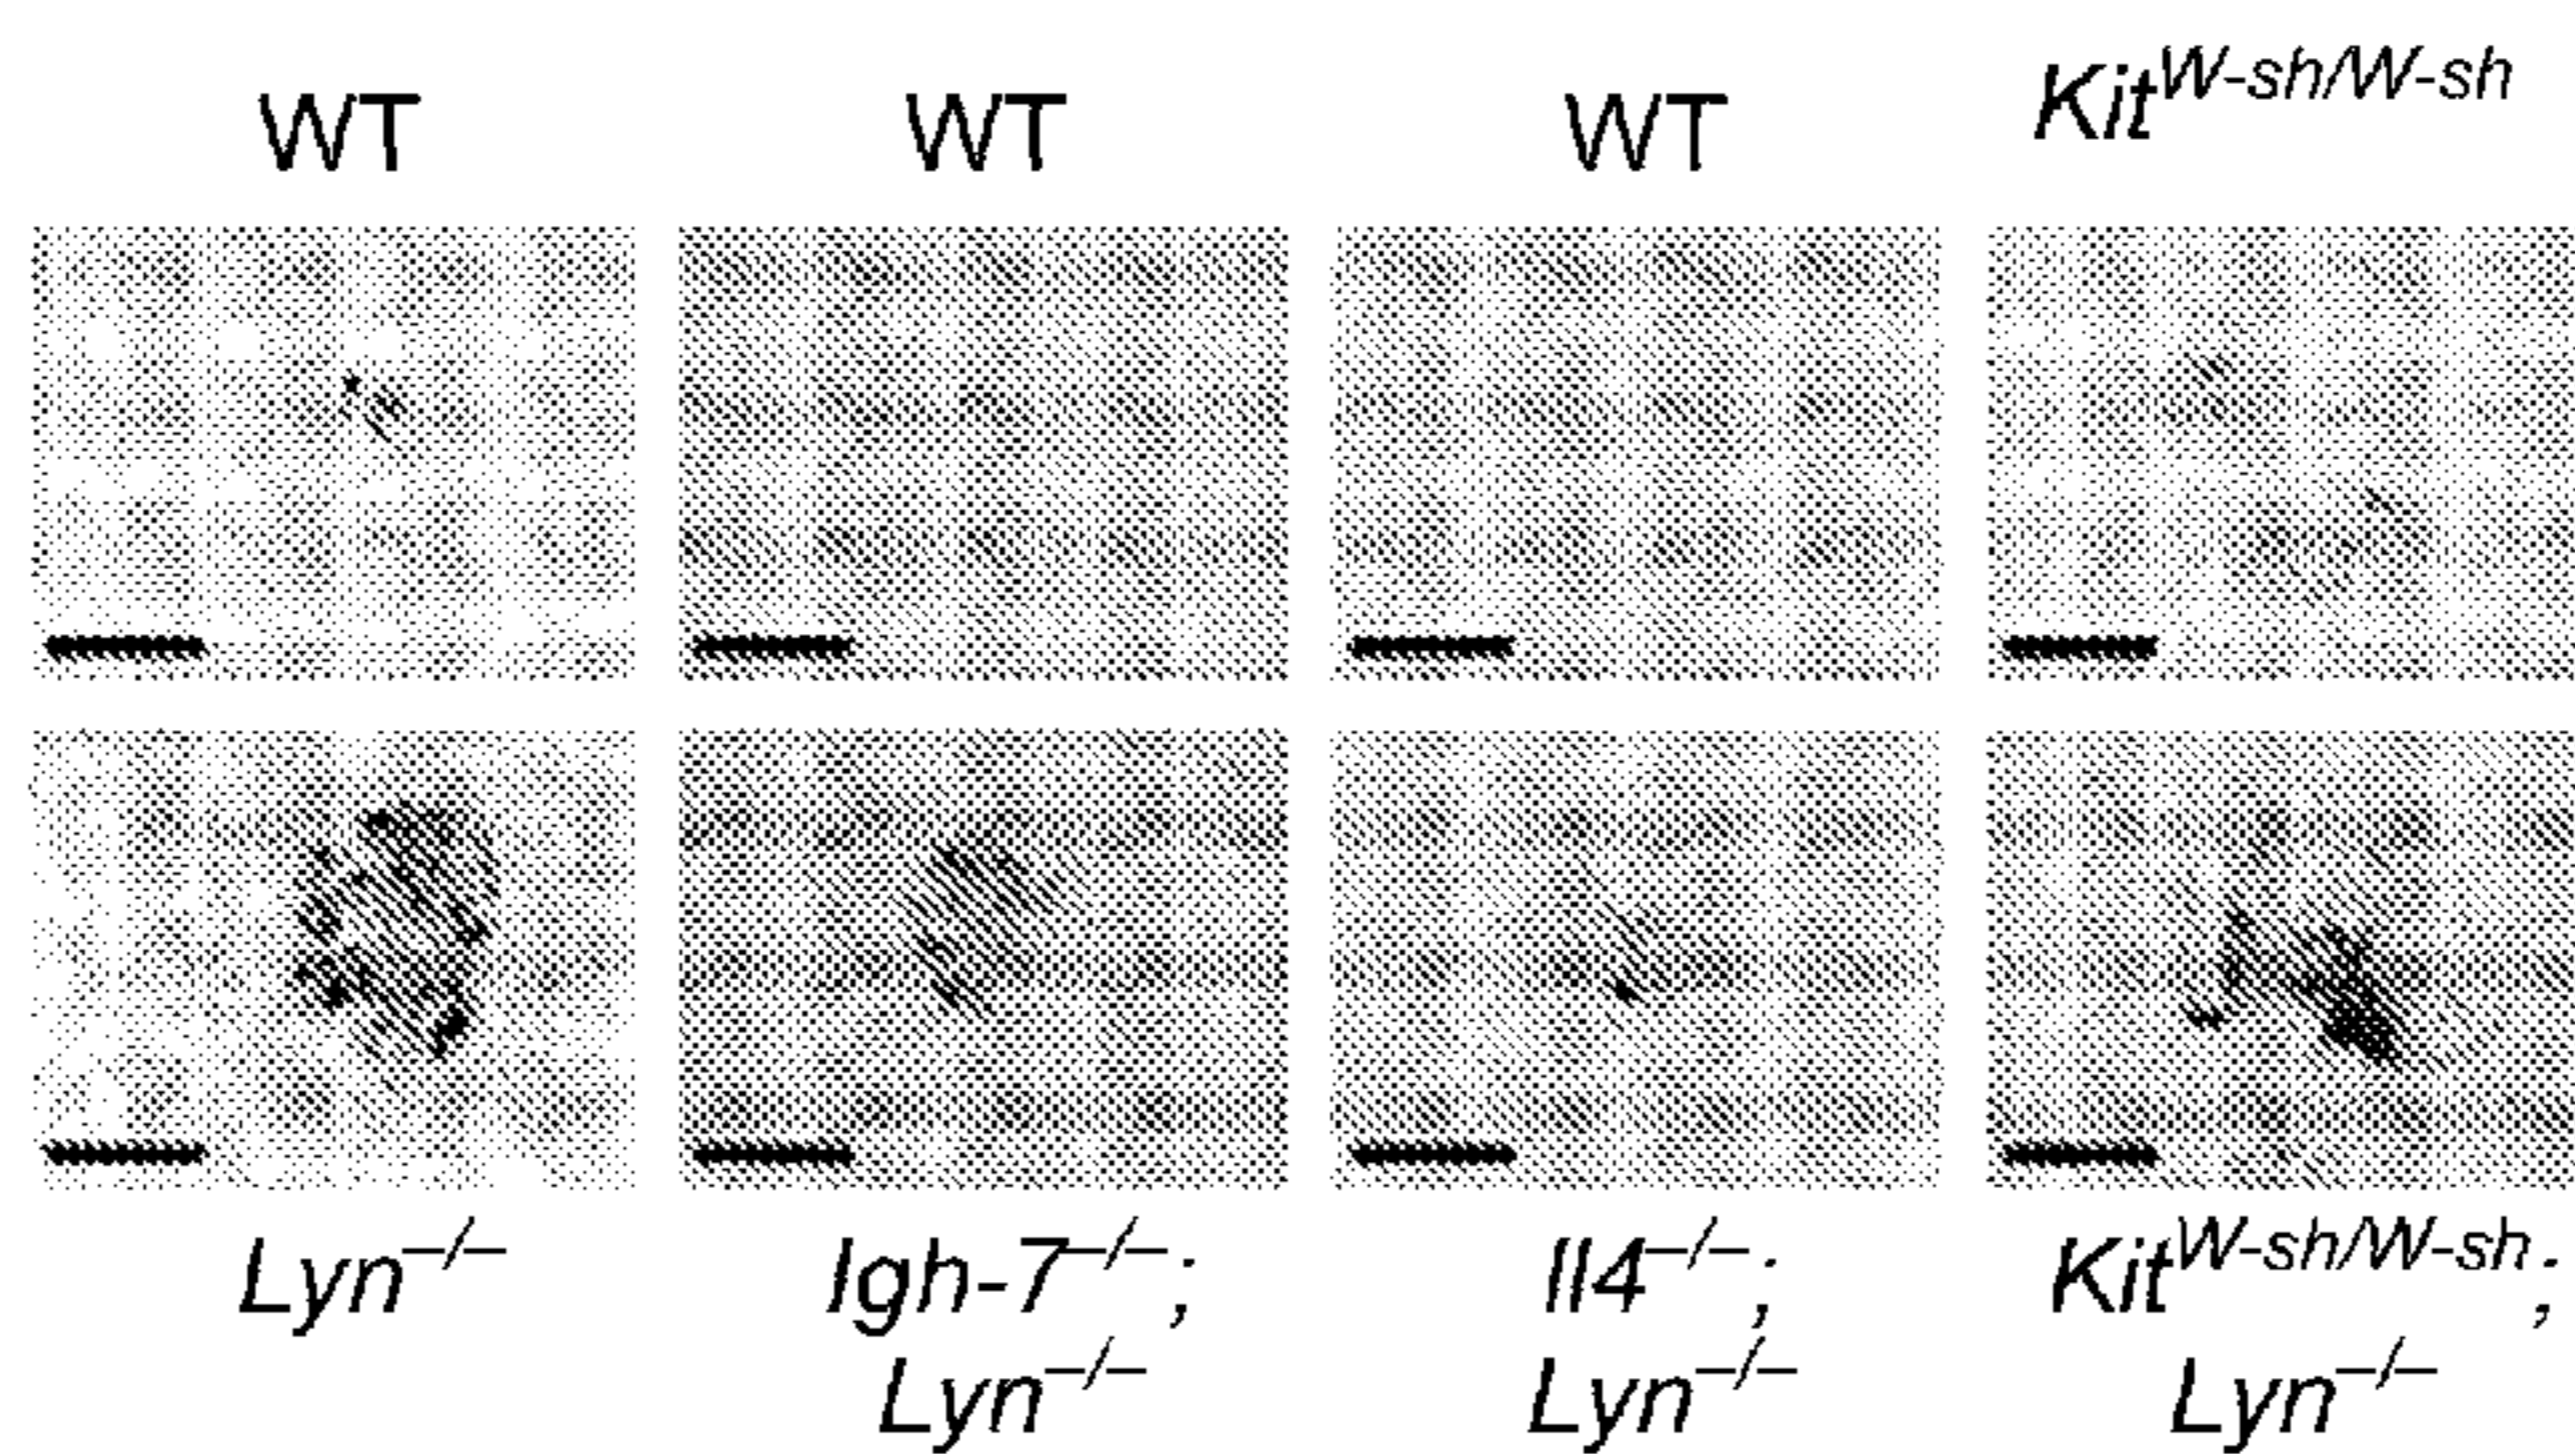 WT WT WT Kit^W-sh/W-sh
Lyn–/– Igh-7–/–; Il4–/–; Kit^W-sh/W-sh;
Lyn–/– Lyn–/– Lyn–/–